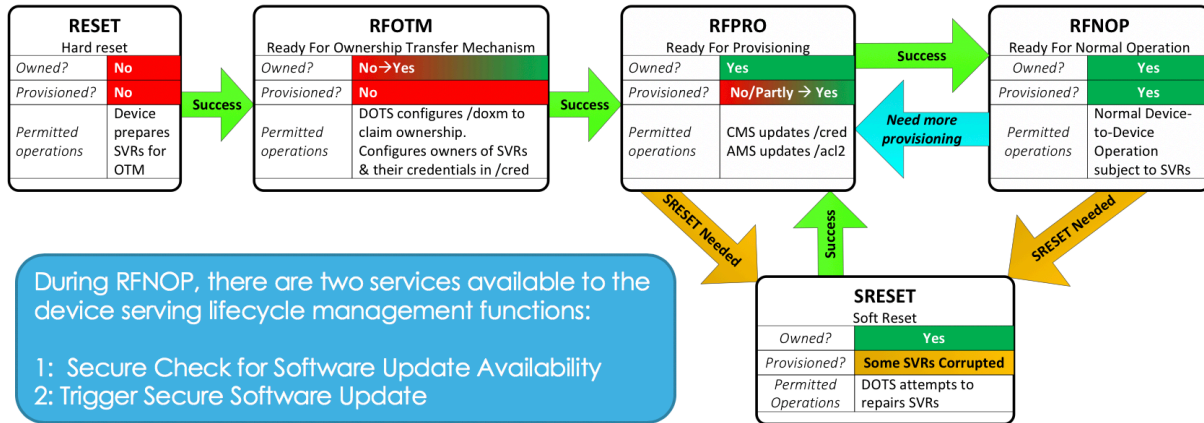 RESET
Hard reset
Owned? No
Provisioned? No
Permitted operations
Device
prepares
SVRs for
OTM
Success
RFOTM
Ready For Ownership Transfer Mechanism
Owned? No→Yes
Provisioned? No
Permitted operations
DOTS configures /doxm to
claim ownership.
Configures owners of SVRs
& their credentials in /cred
Success
RFPRO
Ready For Provisioning
Owned? Yes
Provisioned? No/Partly → Yes
Permitted operations
CMS updates /cred
AMS updates /acl2
Success
Need more
provisioning
RFNOP
Ready For Normal Operation
Owned? Yes
Provisioned? Yes
Permitted operations
Normal Device-
to-Device
Operation
subject to SVRs
SRESET Needed
Success
SRESET Needed
During RFNOP, there are two services available to the
device serving lifecycle management functions:
1: Secure Check for Software Update Availability
2: Trigger Secure Software Update
SRESET
Soft Reset
Owned? Yes
Provisioned? Some SVRs Corrupted
Permitted Operations
DOTS attempts to
repairs SVRs